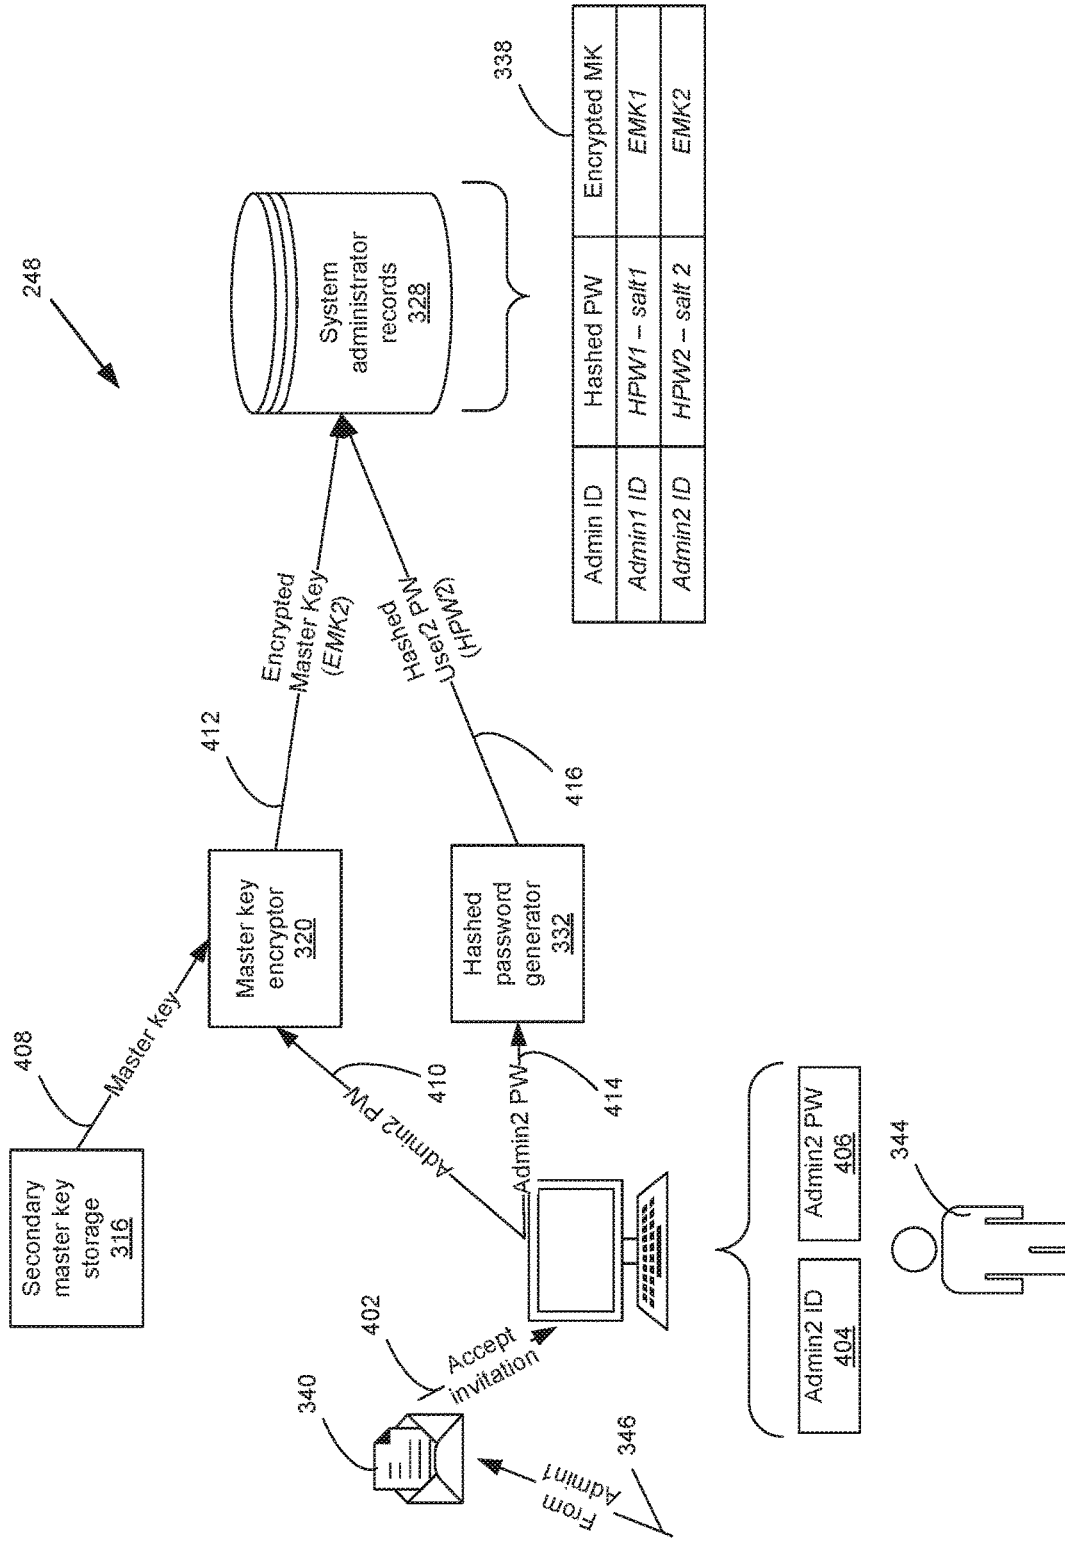 248
408
Secondary
master key
storage
316
Master key
412
Master key
encryptor
320
Encrypted
Master Key
(EMK2)
System
administrator
records
328
340
402
Accept
invitation
From
Admin1
346
Admin2 PW
410
Admin2 PW
414
Hashed
password
generator
332
Hashed
User2 PW
(HPW2)
416
338
Admin ID Hashed PW Encrypted MK
Admin1 ID HPW1 – salt1 EMK1
Admin2 ID HPW2 – salt 2 EMK2
Admin2 ID
404
Admin2 PW
406
344